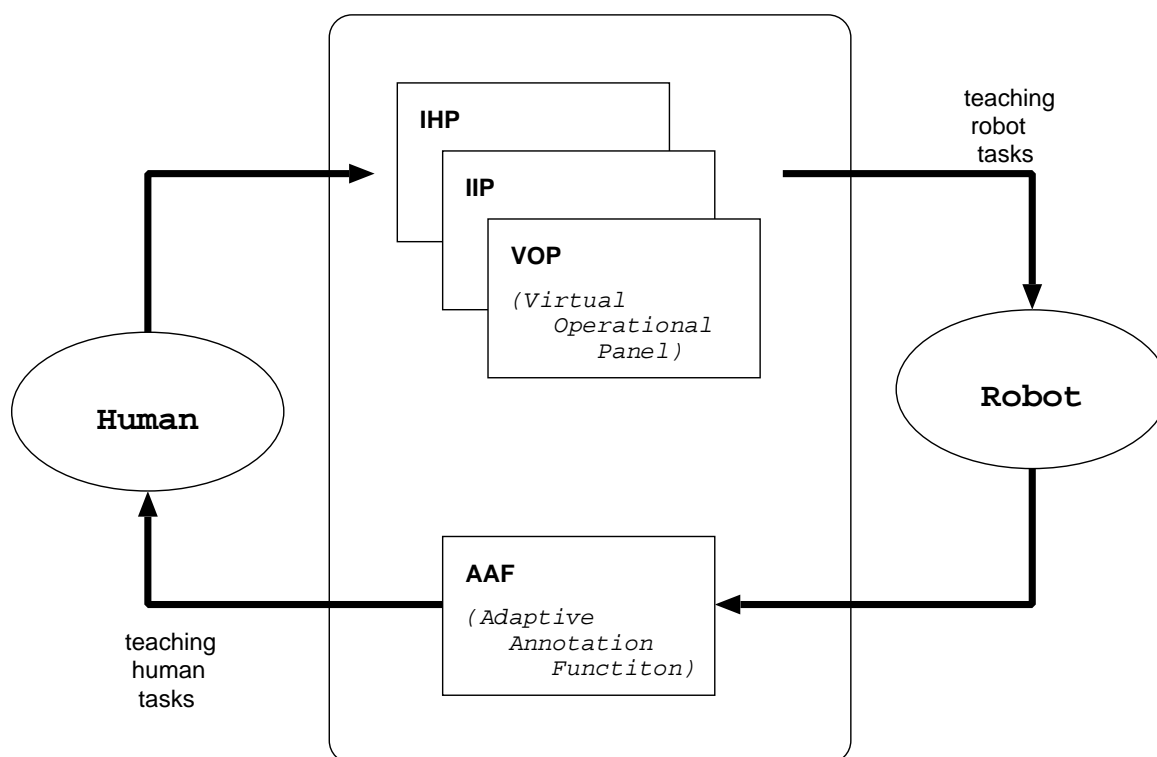 teaching
robot
tasks
IHP
IIP
VOP
(Virtual
Operational
Panel)
Human
Robot
AAF
(Adaptive
Annotation
Functiton)
teaching
human
tasks